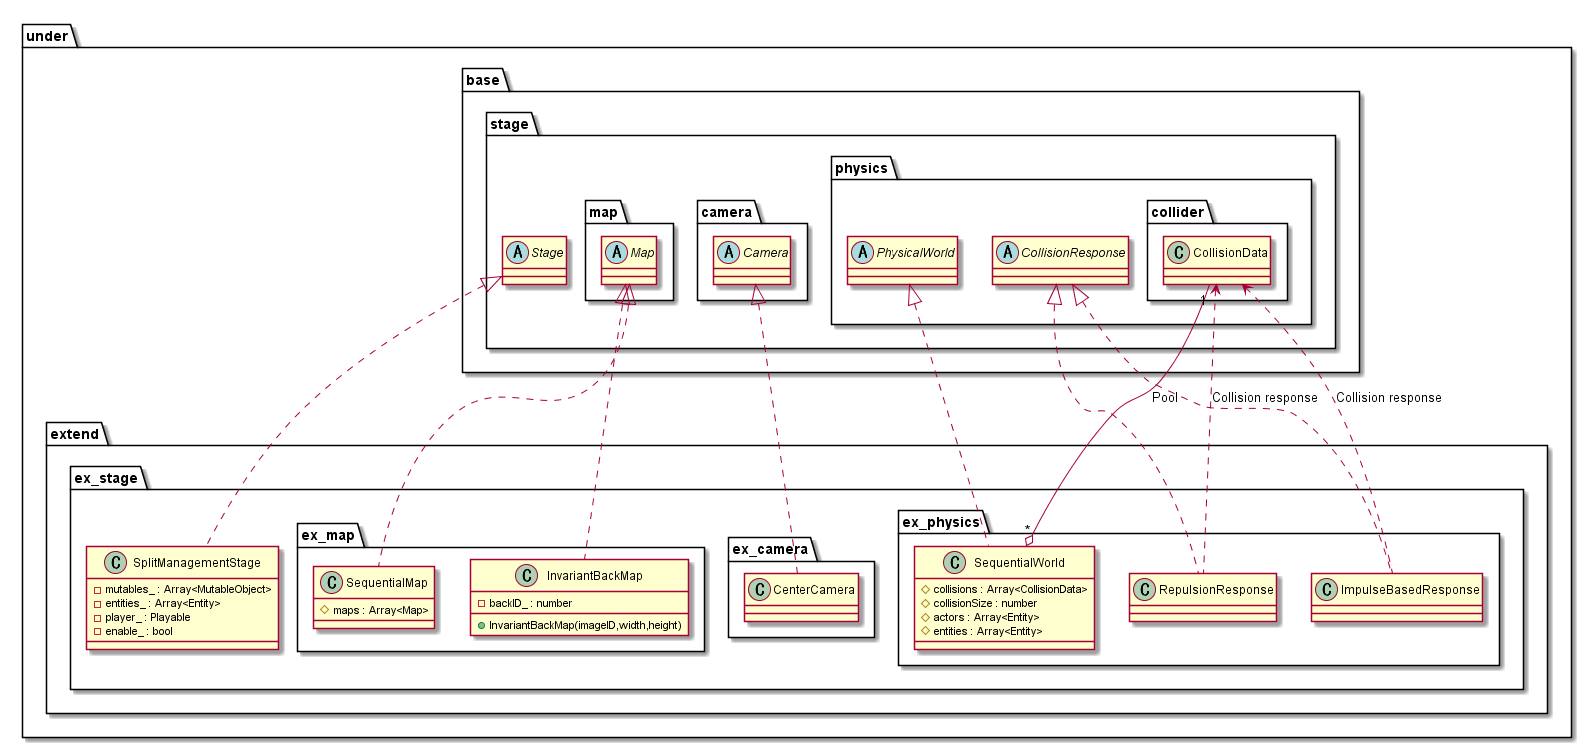 under
base
stage
physics
map
camera
collider
A Stage
A Map
A Camera
A PhysicalWorld
A CollisionResponse
C CollisionData
1
Pool
Collision response
Collision response
extend
ex_stage
ex_physics
*
ex_map
ex_camera
C SplitManagementStage
mutables_ : Array<MutableObject>
entities_ : Array<Entity>
player_ : Playable
enable_ : bool
C SequentialMap
maps : Array<Map>
C InvariantBackMap
backID_ : number
InvariantBackMap(imageID,width,height)
C CenterCamera
C SequentialWorld
collisions : Array<CollisionData>
collisionSize : number
actors : Array<Entity>
entities : Array<Entity>
C RepulsionResponse
C ImpulseBasedResponse